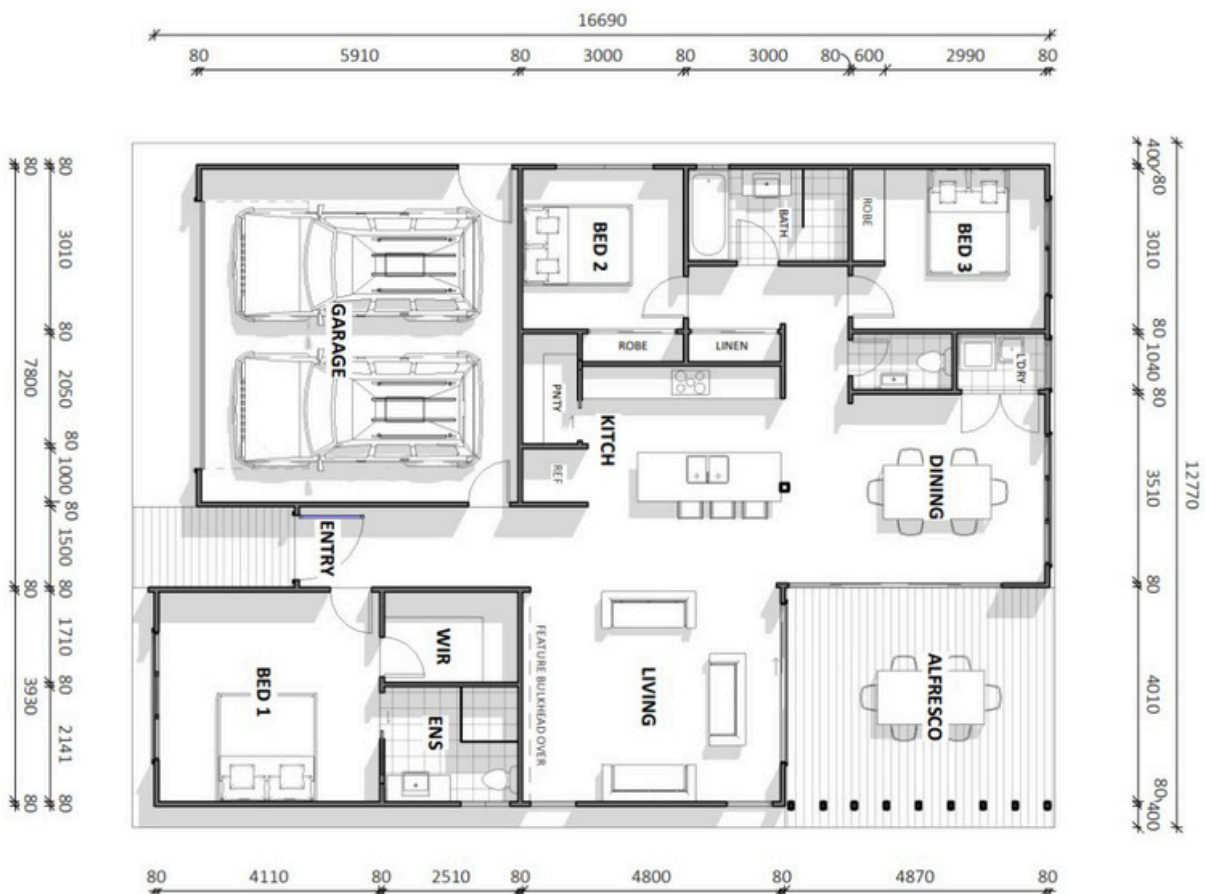 16690
80 5910 80 3000 80 3000 80 600 2990 80
80 7800 80 3930 80
80 3010 80 2050 80 1000 80 1500 80 1710 80 2141 80
400 80 3010 80 1040 80 3510 80 4010 80 400
12770
GARAGE
BED 2
BATH
ROBE
BED 3
ROBE
LINEN
L'DRY
PNTY
KITCH
REF
DINING
ENTRY
WIR
BED 1
ENS
FEATURE BULKHEAD OVER
LIVING
ALFRESCO
80 4110 80 2510 80 4800 80 4870 80